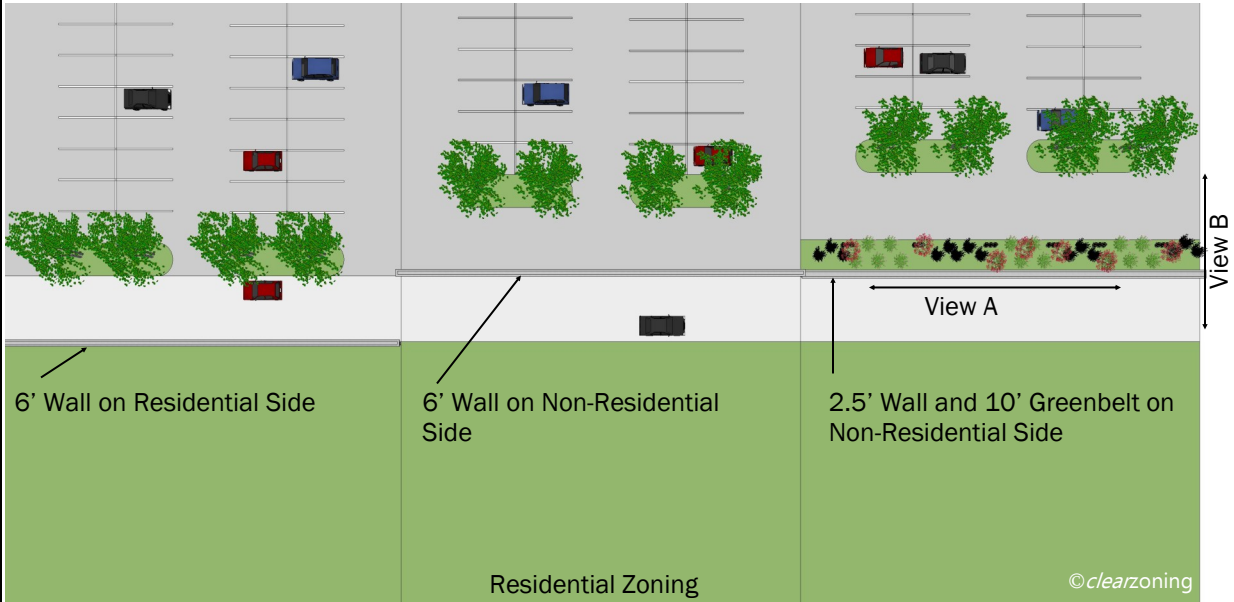 View B
View A
6’ Wall on Residential Side
6’ Wall on Non-Residential
Side
2.5’ Wall and 10’ Greenbelt on
Non-Residential Side
Residential Zoning
©clearzoning